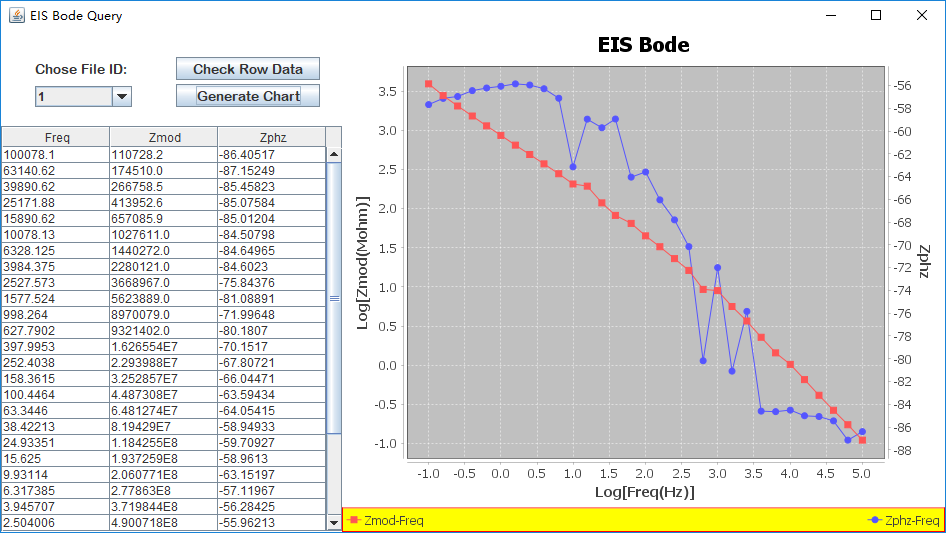 EIS Bode Query
Chose File ID:
Check Row Data
1
Generate Chart
Freq Zmod Zphz
100078.1 110728.2 -86.40517
63140.62 174510.0 -87.15249
39890.62 266758.5 -85.45823
25171.88 413952.6 -85.07584
15890.62 657085.9 -85.01204
10078.13 1027611.0 -84.50798
6328.125 1440272.0 -84.64965
3984.375 2280121.0 -84.6023
2527.573 3668967.0 -75.84376
1577.524 5623889.0 -81.08891
998.264 8970079.0 -71.99648
627.7902 9321402.0 -80.1807
397.9953 1.626554E7 -70.1517
252.4038 2.293988E7 -67.80721
158.3615 3.252857E7 -66.04471
100.4464 4.487308E7 -63.59434
63.3446 6.481274E7 -64.05415
38.42213 8.19429E7 -58.94933
24.93351 1.184255E8 -59.70927
15.625 1.937259E8 -58.9613
9.93114 2.060771E8 -63.15197
6.317385 2.77863E8 -57.11967
3.945707 3.719844E8 -56.28425
2.504006 4.900718E8 -55.96213
EIS Bode
Log[Zmod(Mohm)]
3.5
3.0
2.5
2.0
1.5
1.0
0.5
0.0
-0.5
-1.0
-56
-58
-60
-62
-64
-66
-68
-70
-72
-74
-76
-78
-80
-82
-84
-86
-88
Zphz
-1.0 -0.5 0.0 0.5 1.0 1.5 2.0 2.5 3.0 3.5 4.0 4.5 5.0
Log[Freq(Hz)]
Zmod-Freq Zphz-Freq